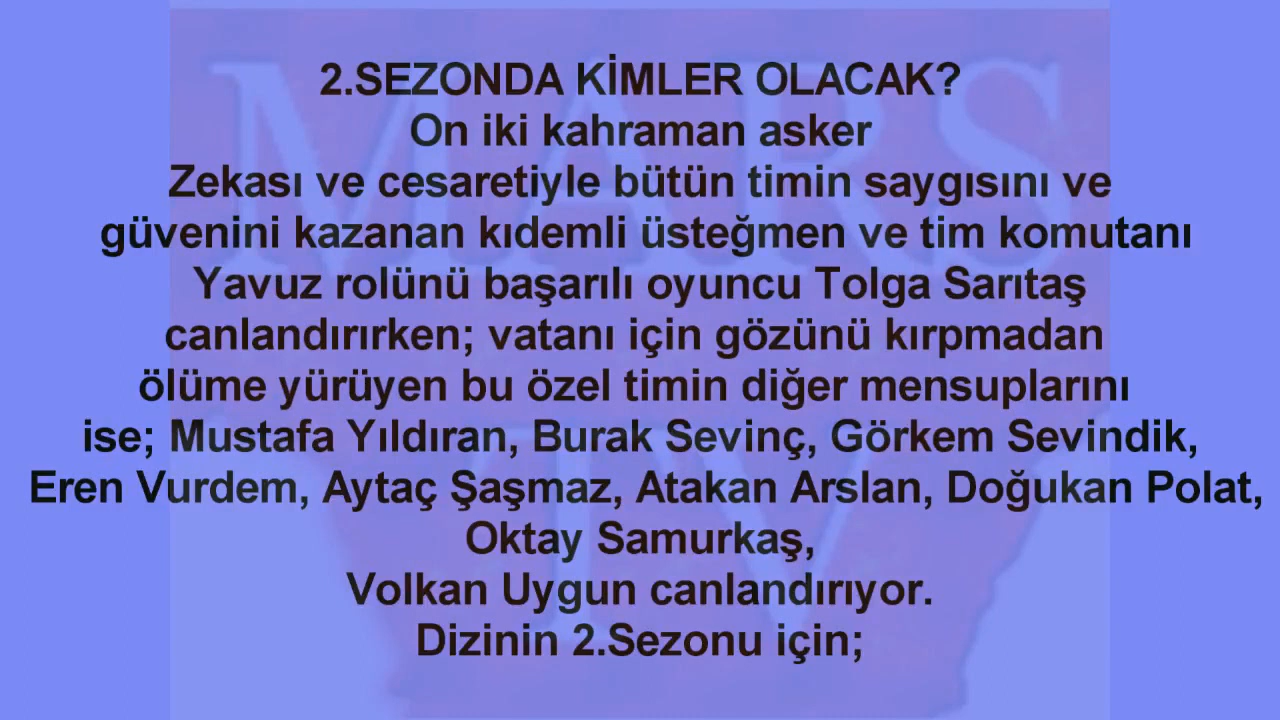 2.SEZONDA KİMLER OLACAK?
On iki kahraman asker
Zekası ve cesaretiyle bütün timin saygısını ve
güvenini kazanan kıdemli üsteğmen ve tim komutanı
Yavuz rolünü başarılı oyuncu Tolga Sarıtaş
canlandırırken; vatanı için gözünü kırpmadan
ölüme yürüyen bu özel timin diğer mensuplarını
ise; Mustafa Yıldıran, Burak Sevinç, Görkem Sevindik,
Eren Vurdem, Aytaç Şaşmaz, Atakan Arslan, Doğukan Polat,
Oktay Samurkaş,
Volkan Uygun canlandırıyor.
Dizinin 2.Sezonu için;
MARS
TV